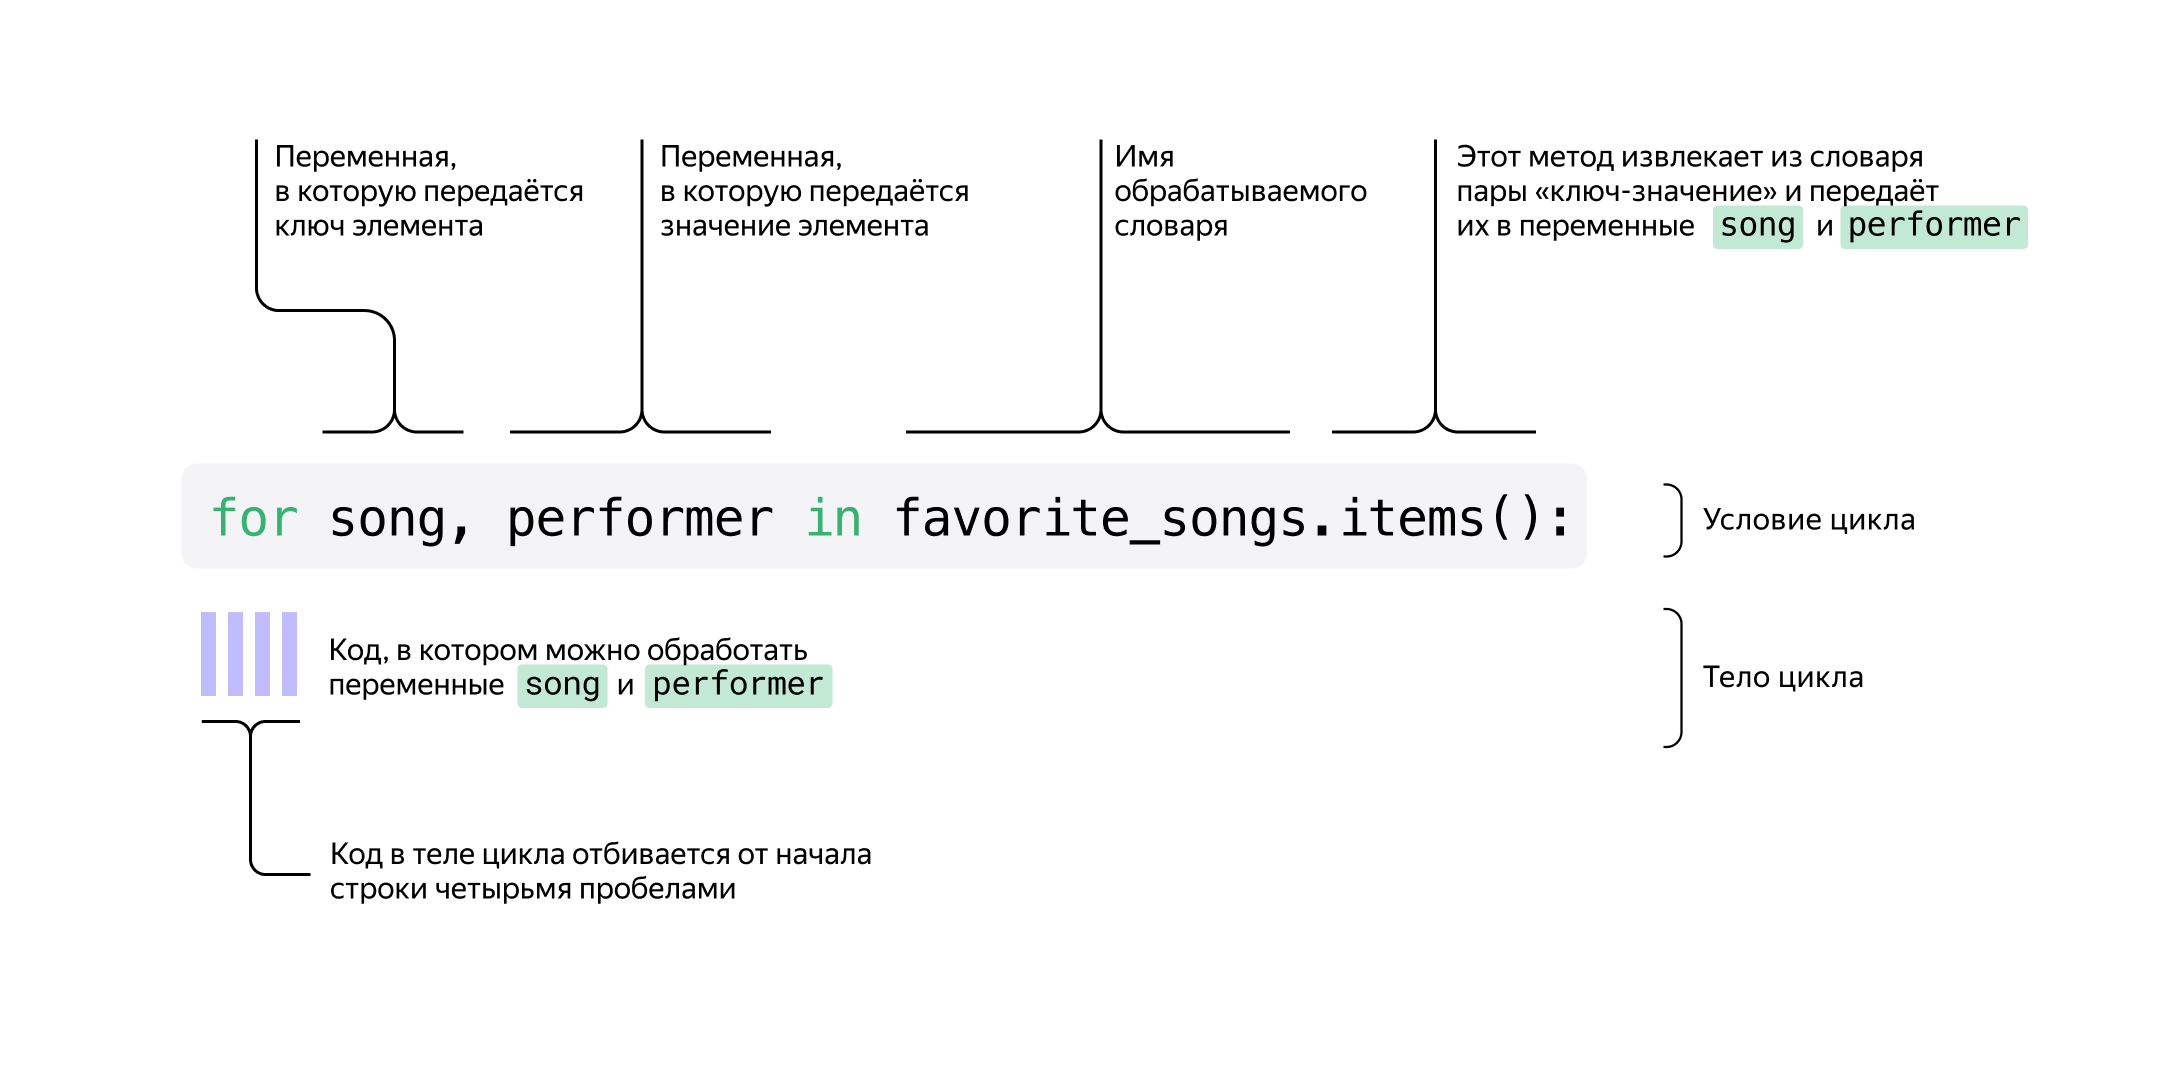 Переменная,
в которую передаётся
ключ элемента
Переменная,
в которую передаётся
значение элемента
Имя
обрабатываемого
словаря
Этот метод извлекает из словаря
пары «ключ-значение» и передаёт
их в переменные song и performer
for song, performer in favorite_songs.items():
Условие цикла
Код, в котором можно обработать
переменные song и performer
Тело цикла
Код в теле цикла отбивается от начала
строки четырьмя пробелами